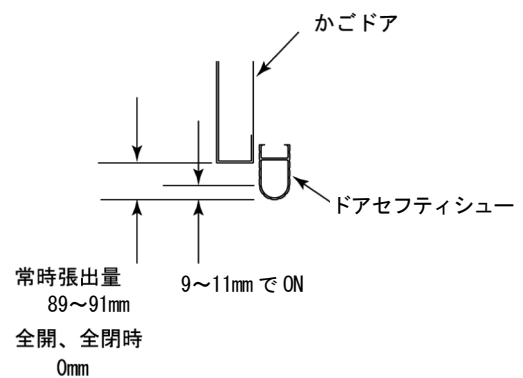 かごドア
ドアセフティシュー
常時張出量
89～91mm
9～11mmでON
全開、全閉時
0mm